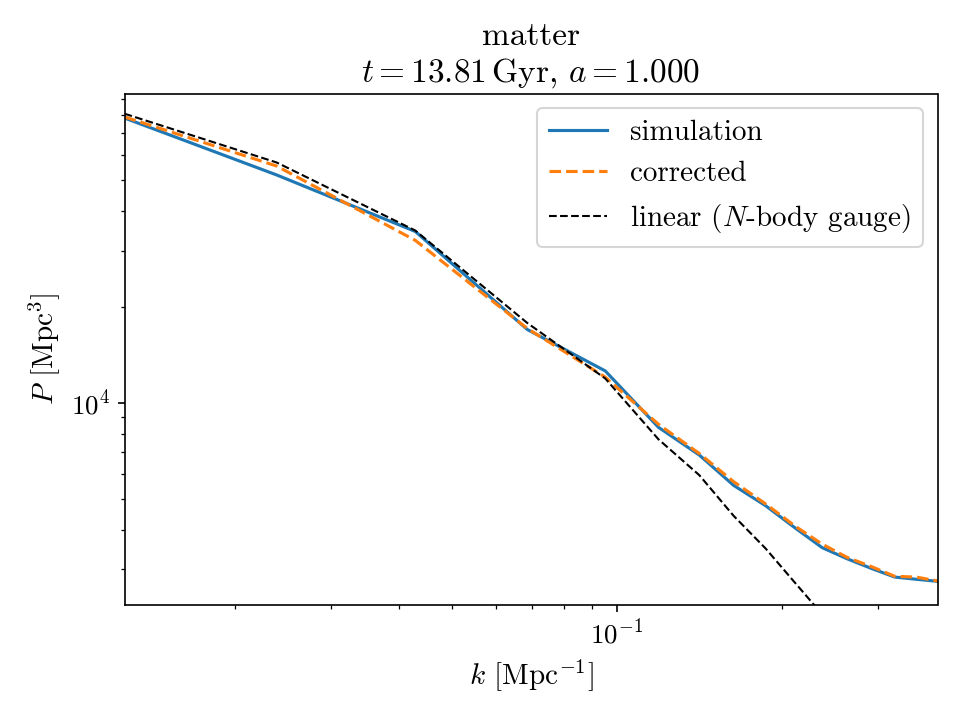 matter
t = 13.81 Gyr, a = 1.000
simulation
corrected
linear (N-body gauge)
P [Mpc³]
10⁴
10⁻¹
k [Mpc⁻¹]